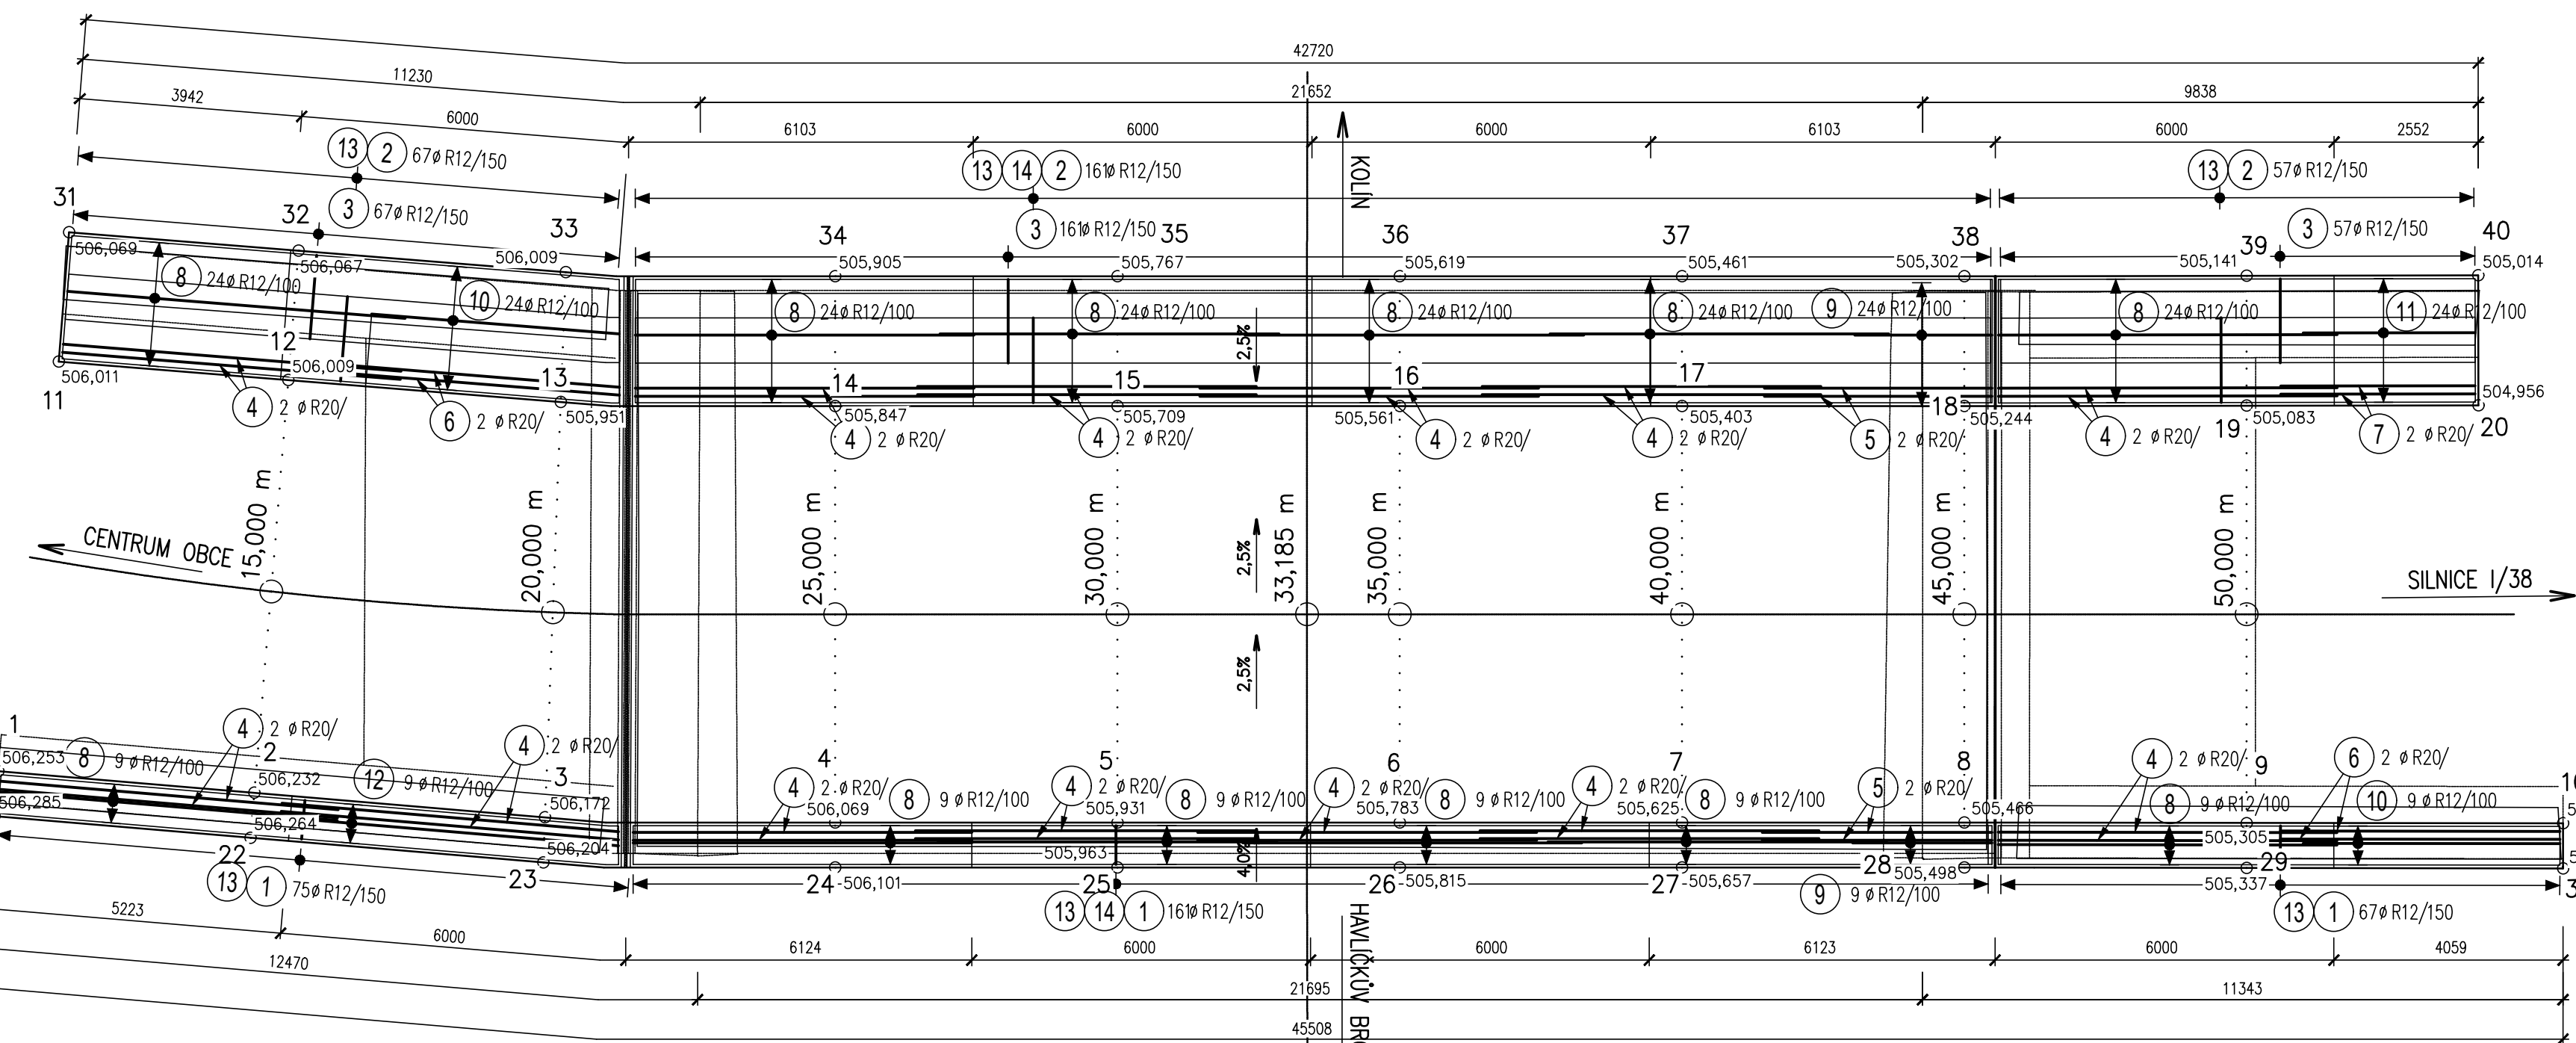 42720
11230
21652
9838
3942
6000
6103
6000
6000
6103
6000
2552
13 2 67ø R12/150
3 67ø R12/150
13 14 2 161ø R12/150
3 161ø R12/150
KOLÍN
13 2 57ø R12/150
3 57ø R12/150
31 32 33 34 35 36 37 38 39 40
506,069
506,067
506,009
505,905
505,767
505,619
505,461
505,302
505,141
505,014
8 24ø R12/100
10 24ø R12/100
8 24ø R12/100
8 24ø R12/100
2,5%
8 24ø R12/100
8 24ø R12/100
9 24ø R12/100
8 24ø R12/100
11 24ø R12/100
11 12 13 14 15 16 17 18 19 20
506,011
506,009
505,951
505,847
505,709
505,561
505,403
505,244
505,083
504,956
4 2 ø R20/
6 2 ø R20/
4 2 ø R20/
4 2 ø R20/
4 2 ø R20/
4 2 ø R20/
5 2 ø R20/
4 2 ø R20/
7 2 ø R20/
CENTRUM OBCE
15,000 m
20,000 m
25,000 m
30,000 m
2,5%
33,185 m
35,000 m
40,000 m
45,000 m
50,000 m
SILNICE I/38
2,5%
1 2 3 4 5 6 7 8 9
4 2 ø R20/
4 2 ø R20/
4 2 ø R20/
4 2 ø R20/
4 2 ø R20/
4 2 ø R20/
5 2 ø R20/
4 2 ø R20/
6 2 ø R20/
506,253
506,232
506,172
506,069
505,931
505,783
505,625
505,466
505,305
8 9 ø R12/100
12 9 ø R12/100
8 9 ø R12/100
8 9 ø R12/100
8 9 ø R12/100
8 9 ø R12/100
8 9 ø R12/100
10 9 ø R12/100
4,0%
506,285
506,264
506,204
506,101
505,963
505,815
505,657
505,498
505,337
22 23 24 25 26 27 28 29
9 9 ø R12/100
13 1 75ø R12/150
13 14 1 161ø R12/150
13 1 67ø R12/150
HAVLÍČKŮV
5223
6000
6124
6000
6000
6123
6000
4059
12470
21695
11343
45508